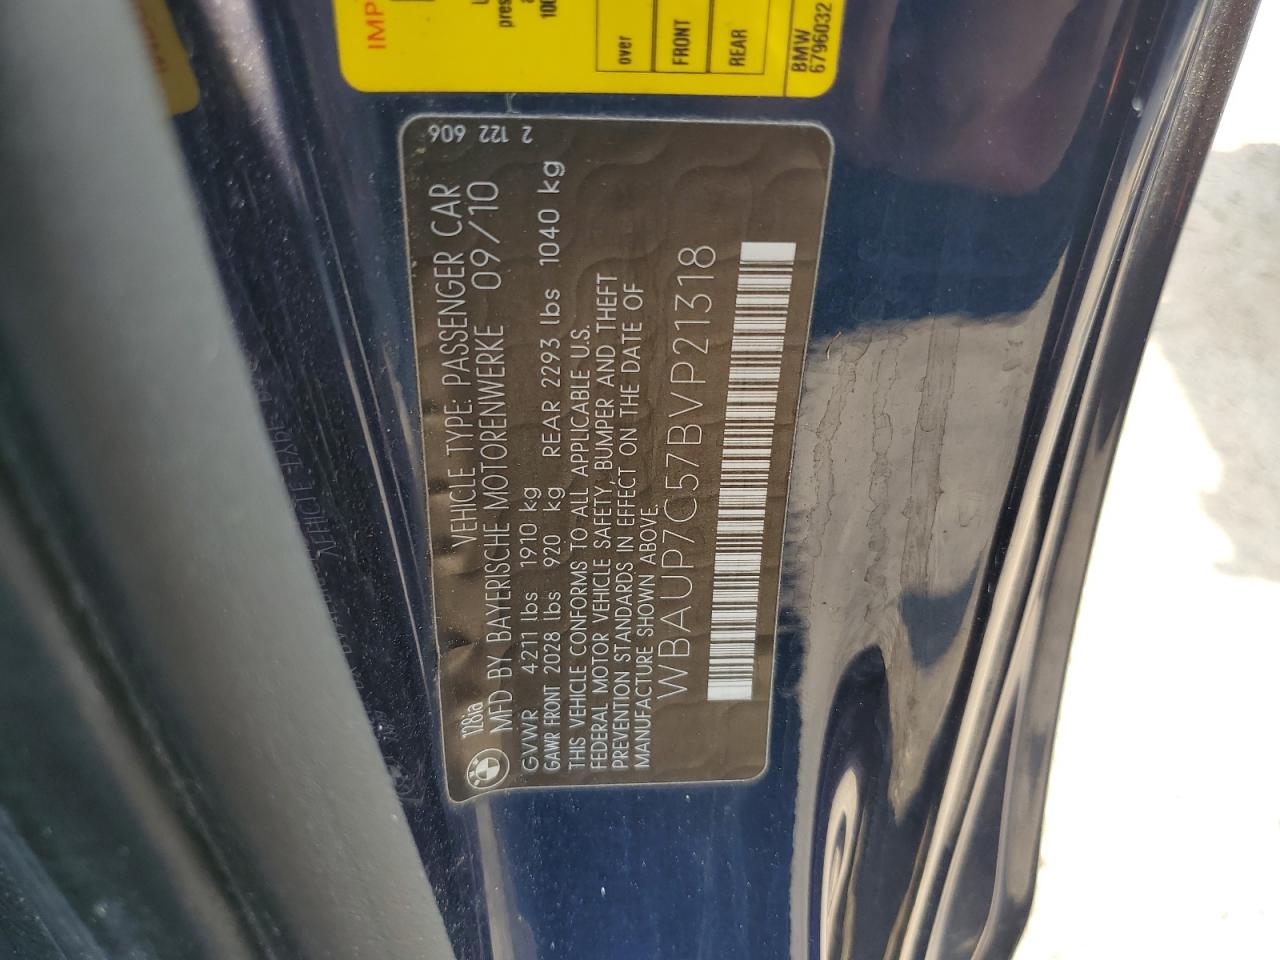 IMP
over
FRONT
REAR
BMW
6796032
2 122 606
128ia
VEHICLE TYPE: PASSENGER CAR
MFD BY BAYERISCHE MOTORENWERKE 09/10
GVWR 4211 lbs 1910 kg
GAWR FRONT 2028 lbs 920 kg REAR 2293 lbs 1040 kg
THIS VEHICLE CONFORMS TO ALL APPLICABLE U.S.
FEDERAL MOTOR VEHICLE SAFETY, BUMPER AND THEFT
PREVENTION STANDARDS IN EFFECT ON THE DATE OF
MANUFACTURE SHOWN ABOVE.
WBAUP7C57BVP21318